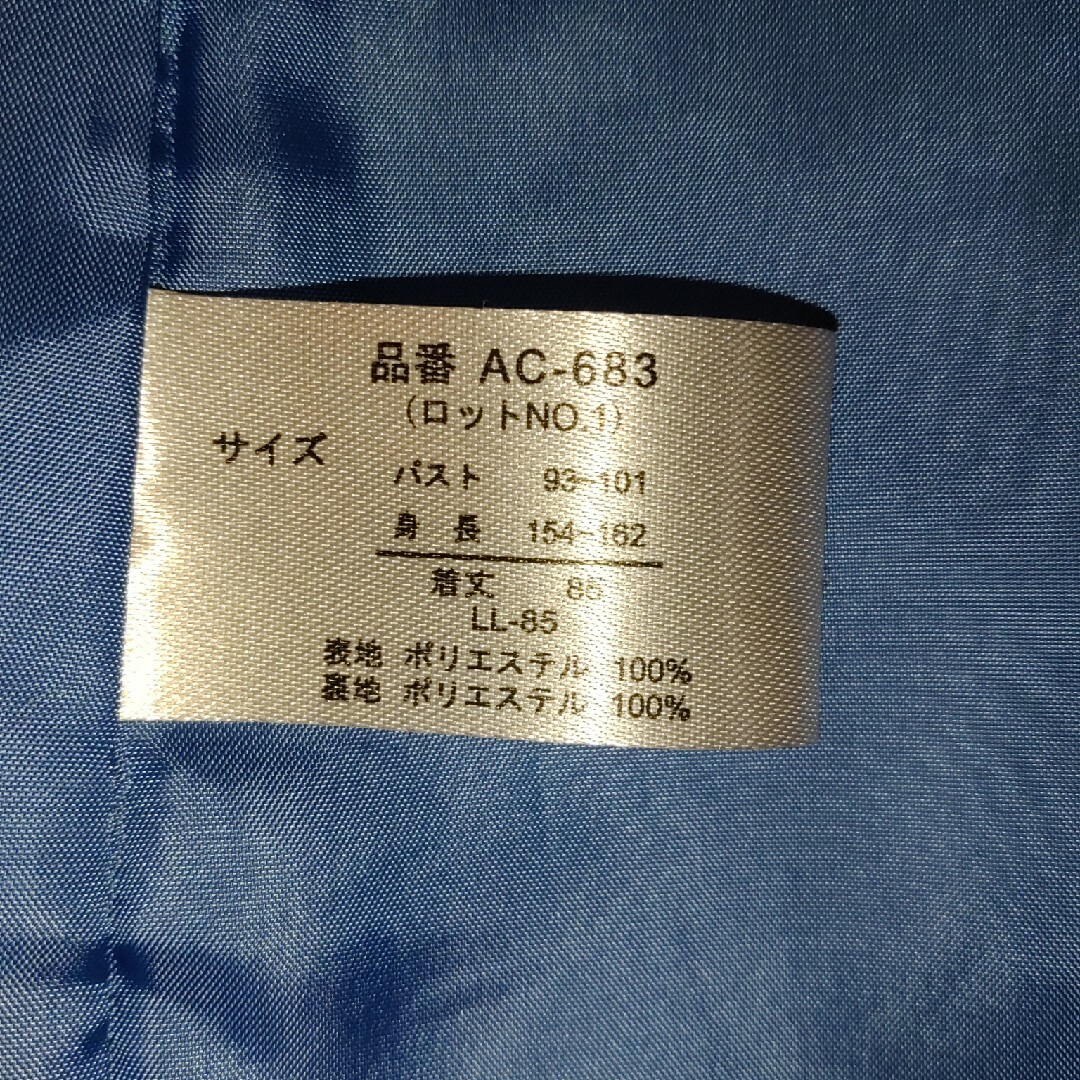 品番 AC-683
(ロットNO.1)
サイズ
バスト 93-101
身長 154-162
着丈 85
LL-85
表地 ポリエステル 100%
裏地 ポリエステル 100%